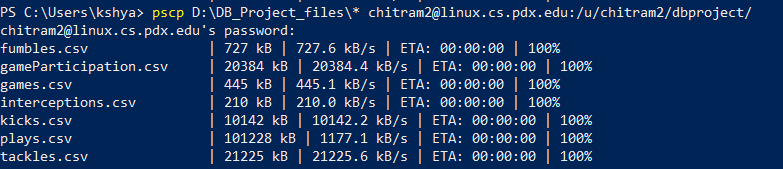 PS C:\Users\kshya> pscp D:\DB_Project_files\* chitram2@linux.cs.pdx.edu:/u/chitram2/dbproject/
chitram2@linux.cs.pdx.edu's password:
fumbles.csv | 727 kB | 727.6 kB/s | ETA: 00:00:00 | 100%
gameParticipation.csv | 20384 kB | 20384.4 kB/s | ETA: 00:00:00 | 100%
games.csv | 445 kB | 445.1 kB/s | ETA: 00:00:00 | 100%
interceptions.csv | 210 kB | 210.0 kB/s | ETA: 00:00:00 | 100%
kicks.csv | 10142 kB | 10142.2 kB/s | ETA: 00:00:00 | 100%
plays.csv | 101228 kB | 1177.1 kB/s | ETA: 00:00:00 | 100%
tackles.csv | 21225 kB | 21225.6 kB/s | ETA: 00:00:00 | 100%